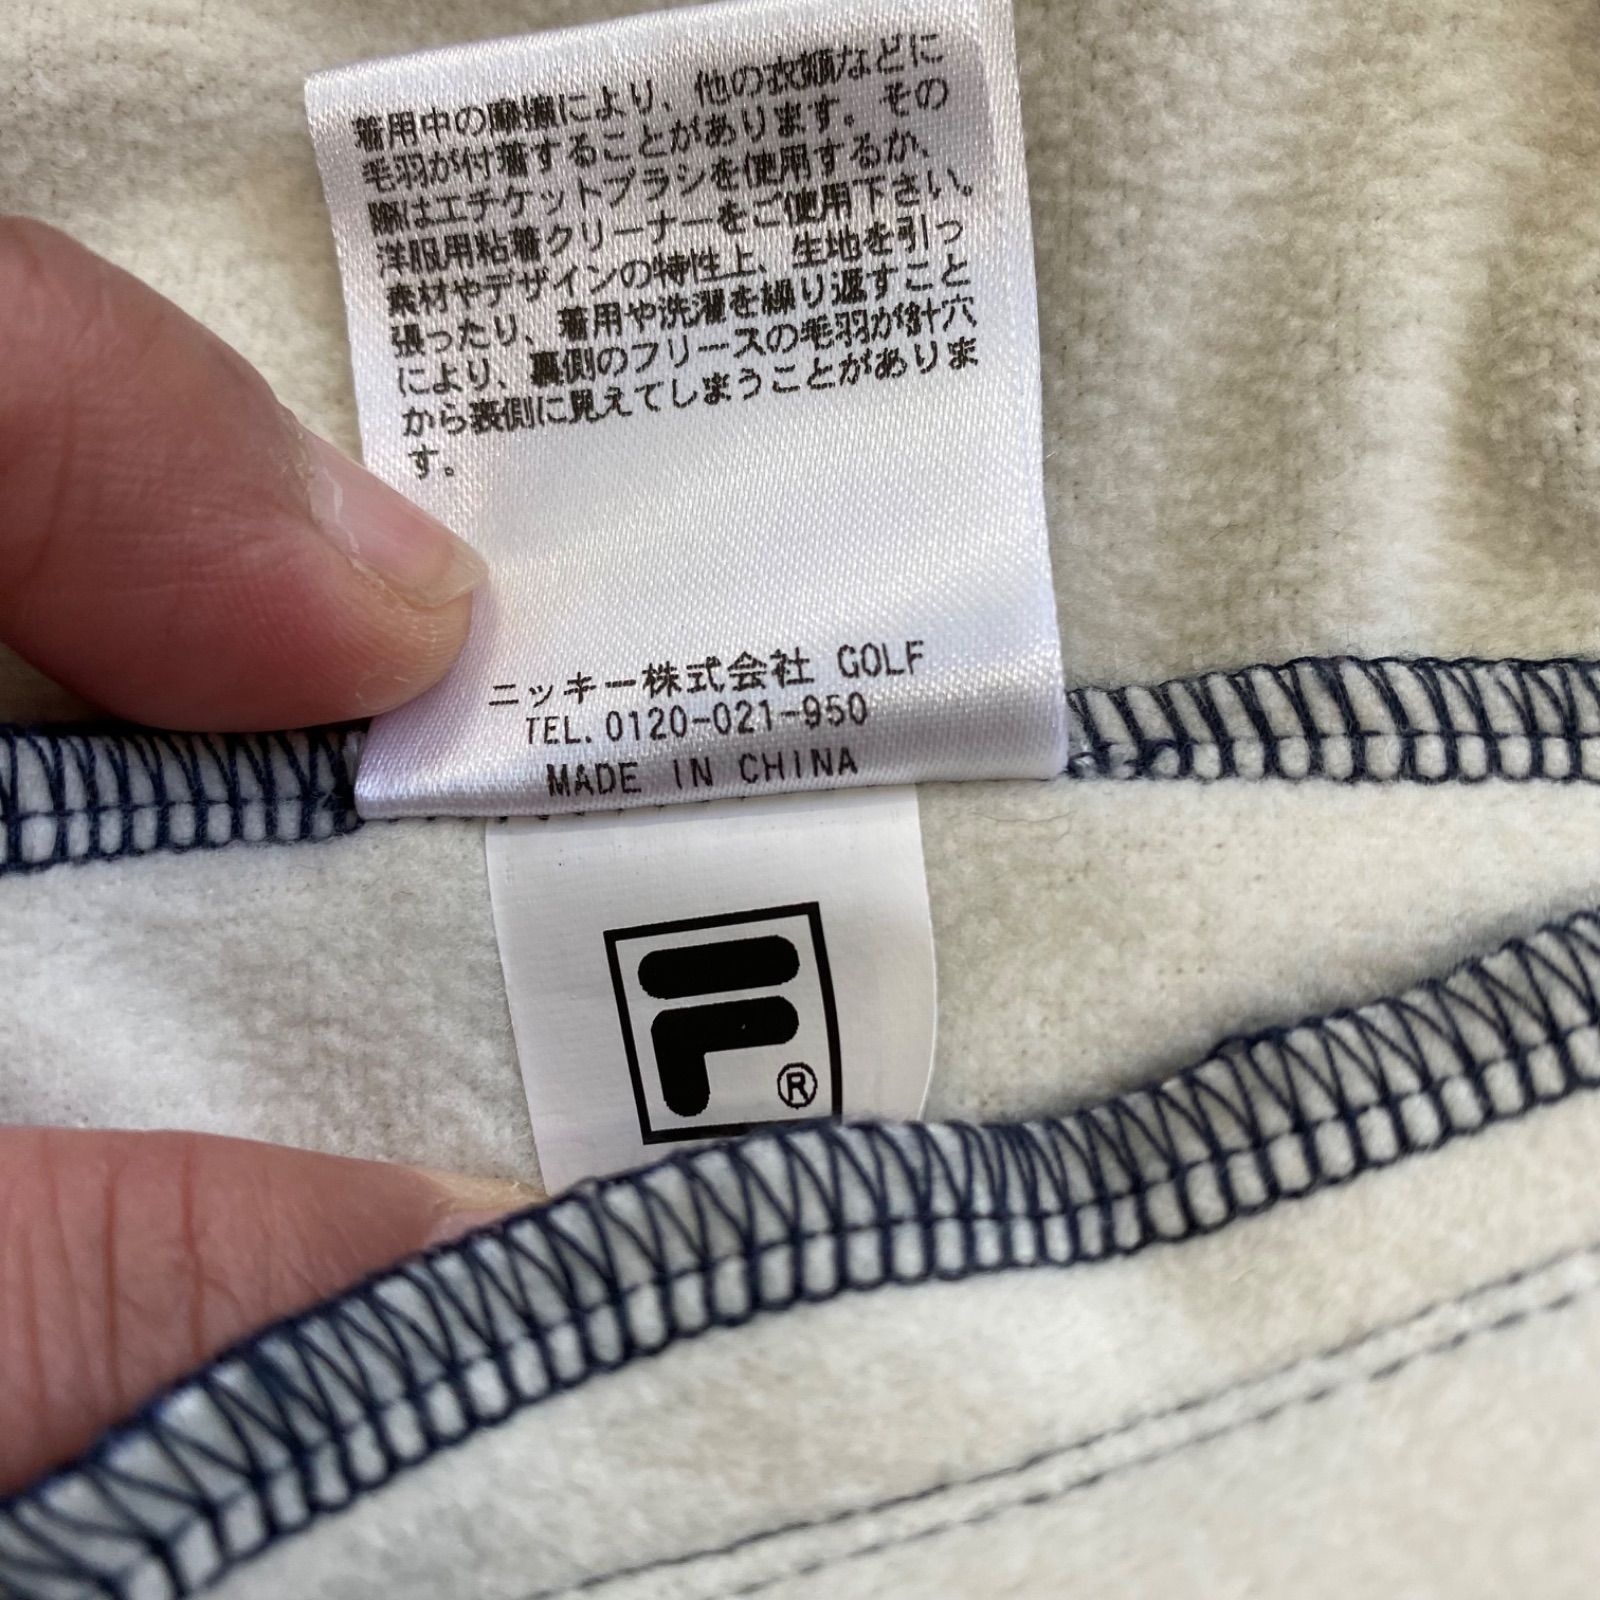 着用中の摩擦により、他の衣類などに
毛羽が付着することがあります。その
際はエチケットブラシを使用するか、
洋服用粘着クリーナーをご使用下さい。
素材やデザインの特性上、生地を引っ
張ったり、着用や洗濯を繰り返すこと
により、裏側のフリースの毛羽が針穴
から表側に見えてしまうことがありま
す。
ニッキー株式会社 GOLF
TEL.0120-021-950
MADE IN CHINA
F
®